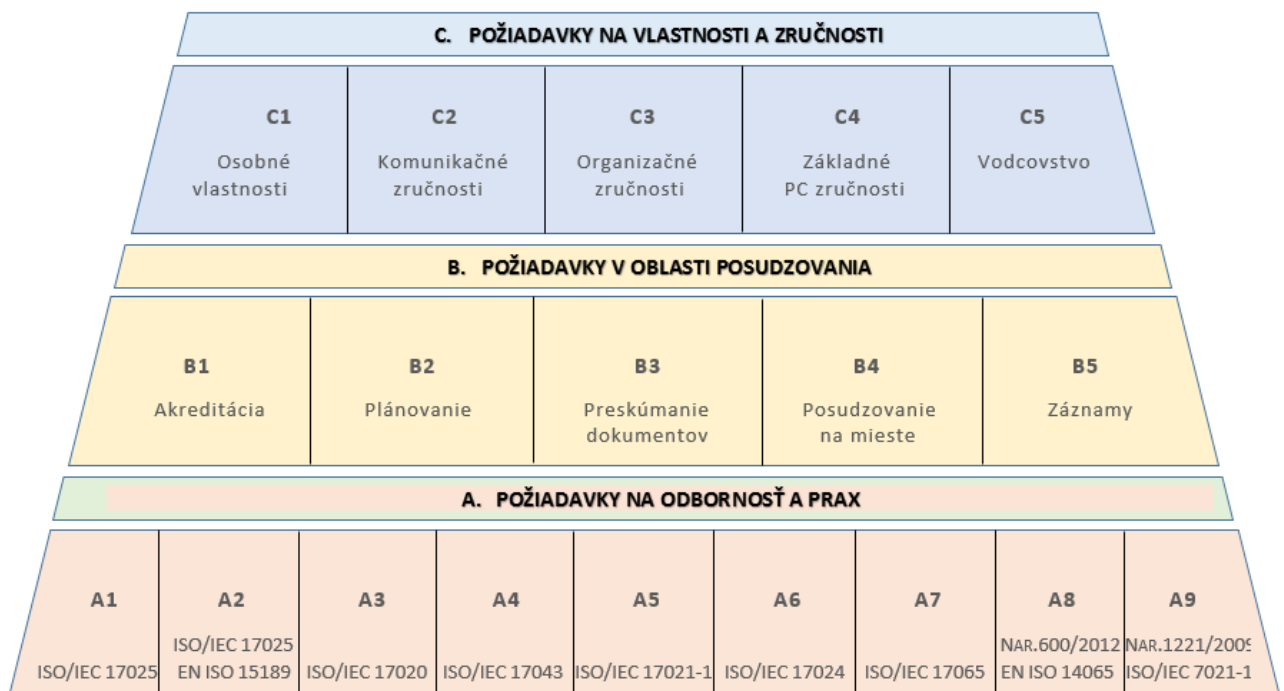 C. POŽIADAVKY NA VLASTNOSTI A ZRUČNOSTI
C1
Osobné
vlastnosti
C2
Komunikačné
zručnosti
C3
Organizačné
zručnosti
C4
Základné
PC zručnosti
C5
Vodcovstvo
B. POŽIADAVKY V OBLASTI POSUDZOVANIA
B1
Akreditácia
B2
Plánovanie
B3
Preskúmanie
dokumentov
B4
Posudzovanie
na mieste
B5
Záznamy
A. POŽIADAVKY NA ODBORNOSŤ A PRAX
A1
ISO/IEC 17025
A2
ISO/IEC 17025
EN ISO 15189
A3
ISO/IEC 17020
A4
ISO/IEC 17043
A5
ISO/IEC 17021-1
A6
ISO/IEC 17024
A7
ISO/IEC 17065
A8
NAR.600/2012
EN ISO 14065
A9
NAR.1221/2009
ISO/IEC 7021-1